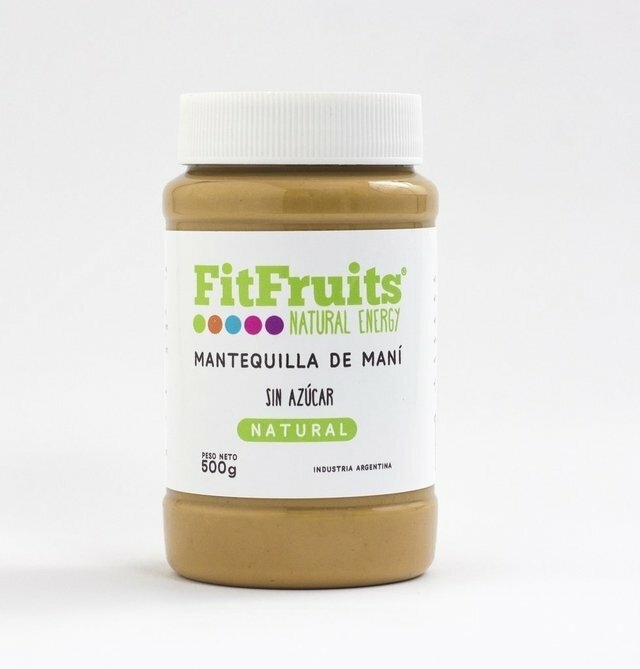 FitFruits®
NATURAL ENERGY
MANTEQUILLA DE MANÍ
SIN AZÚCAR
NATURAL
PESO NETO
500g
INDUSTRIA ARGENTINA